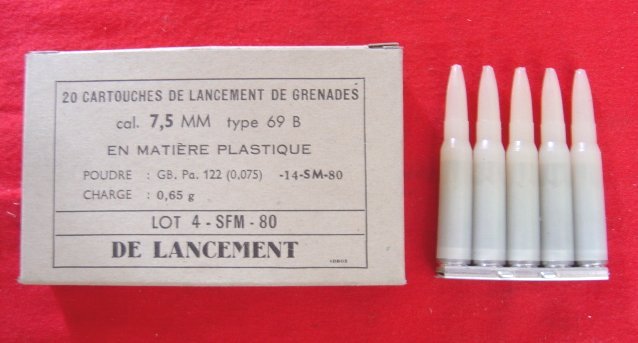 20 CARTOUCHES DE LANCEMENT DE GRENADES
cal. 7,5 MM type 69 B
EN MATIÈRE PLASTIQUE
POUDRE : GB. Pa. 122 (0,075) -14-SM-80
CHARGE : 0,65 g
LOT 4 - SFM - 80
DE LANCEMENT